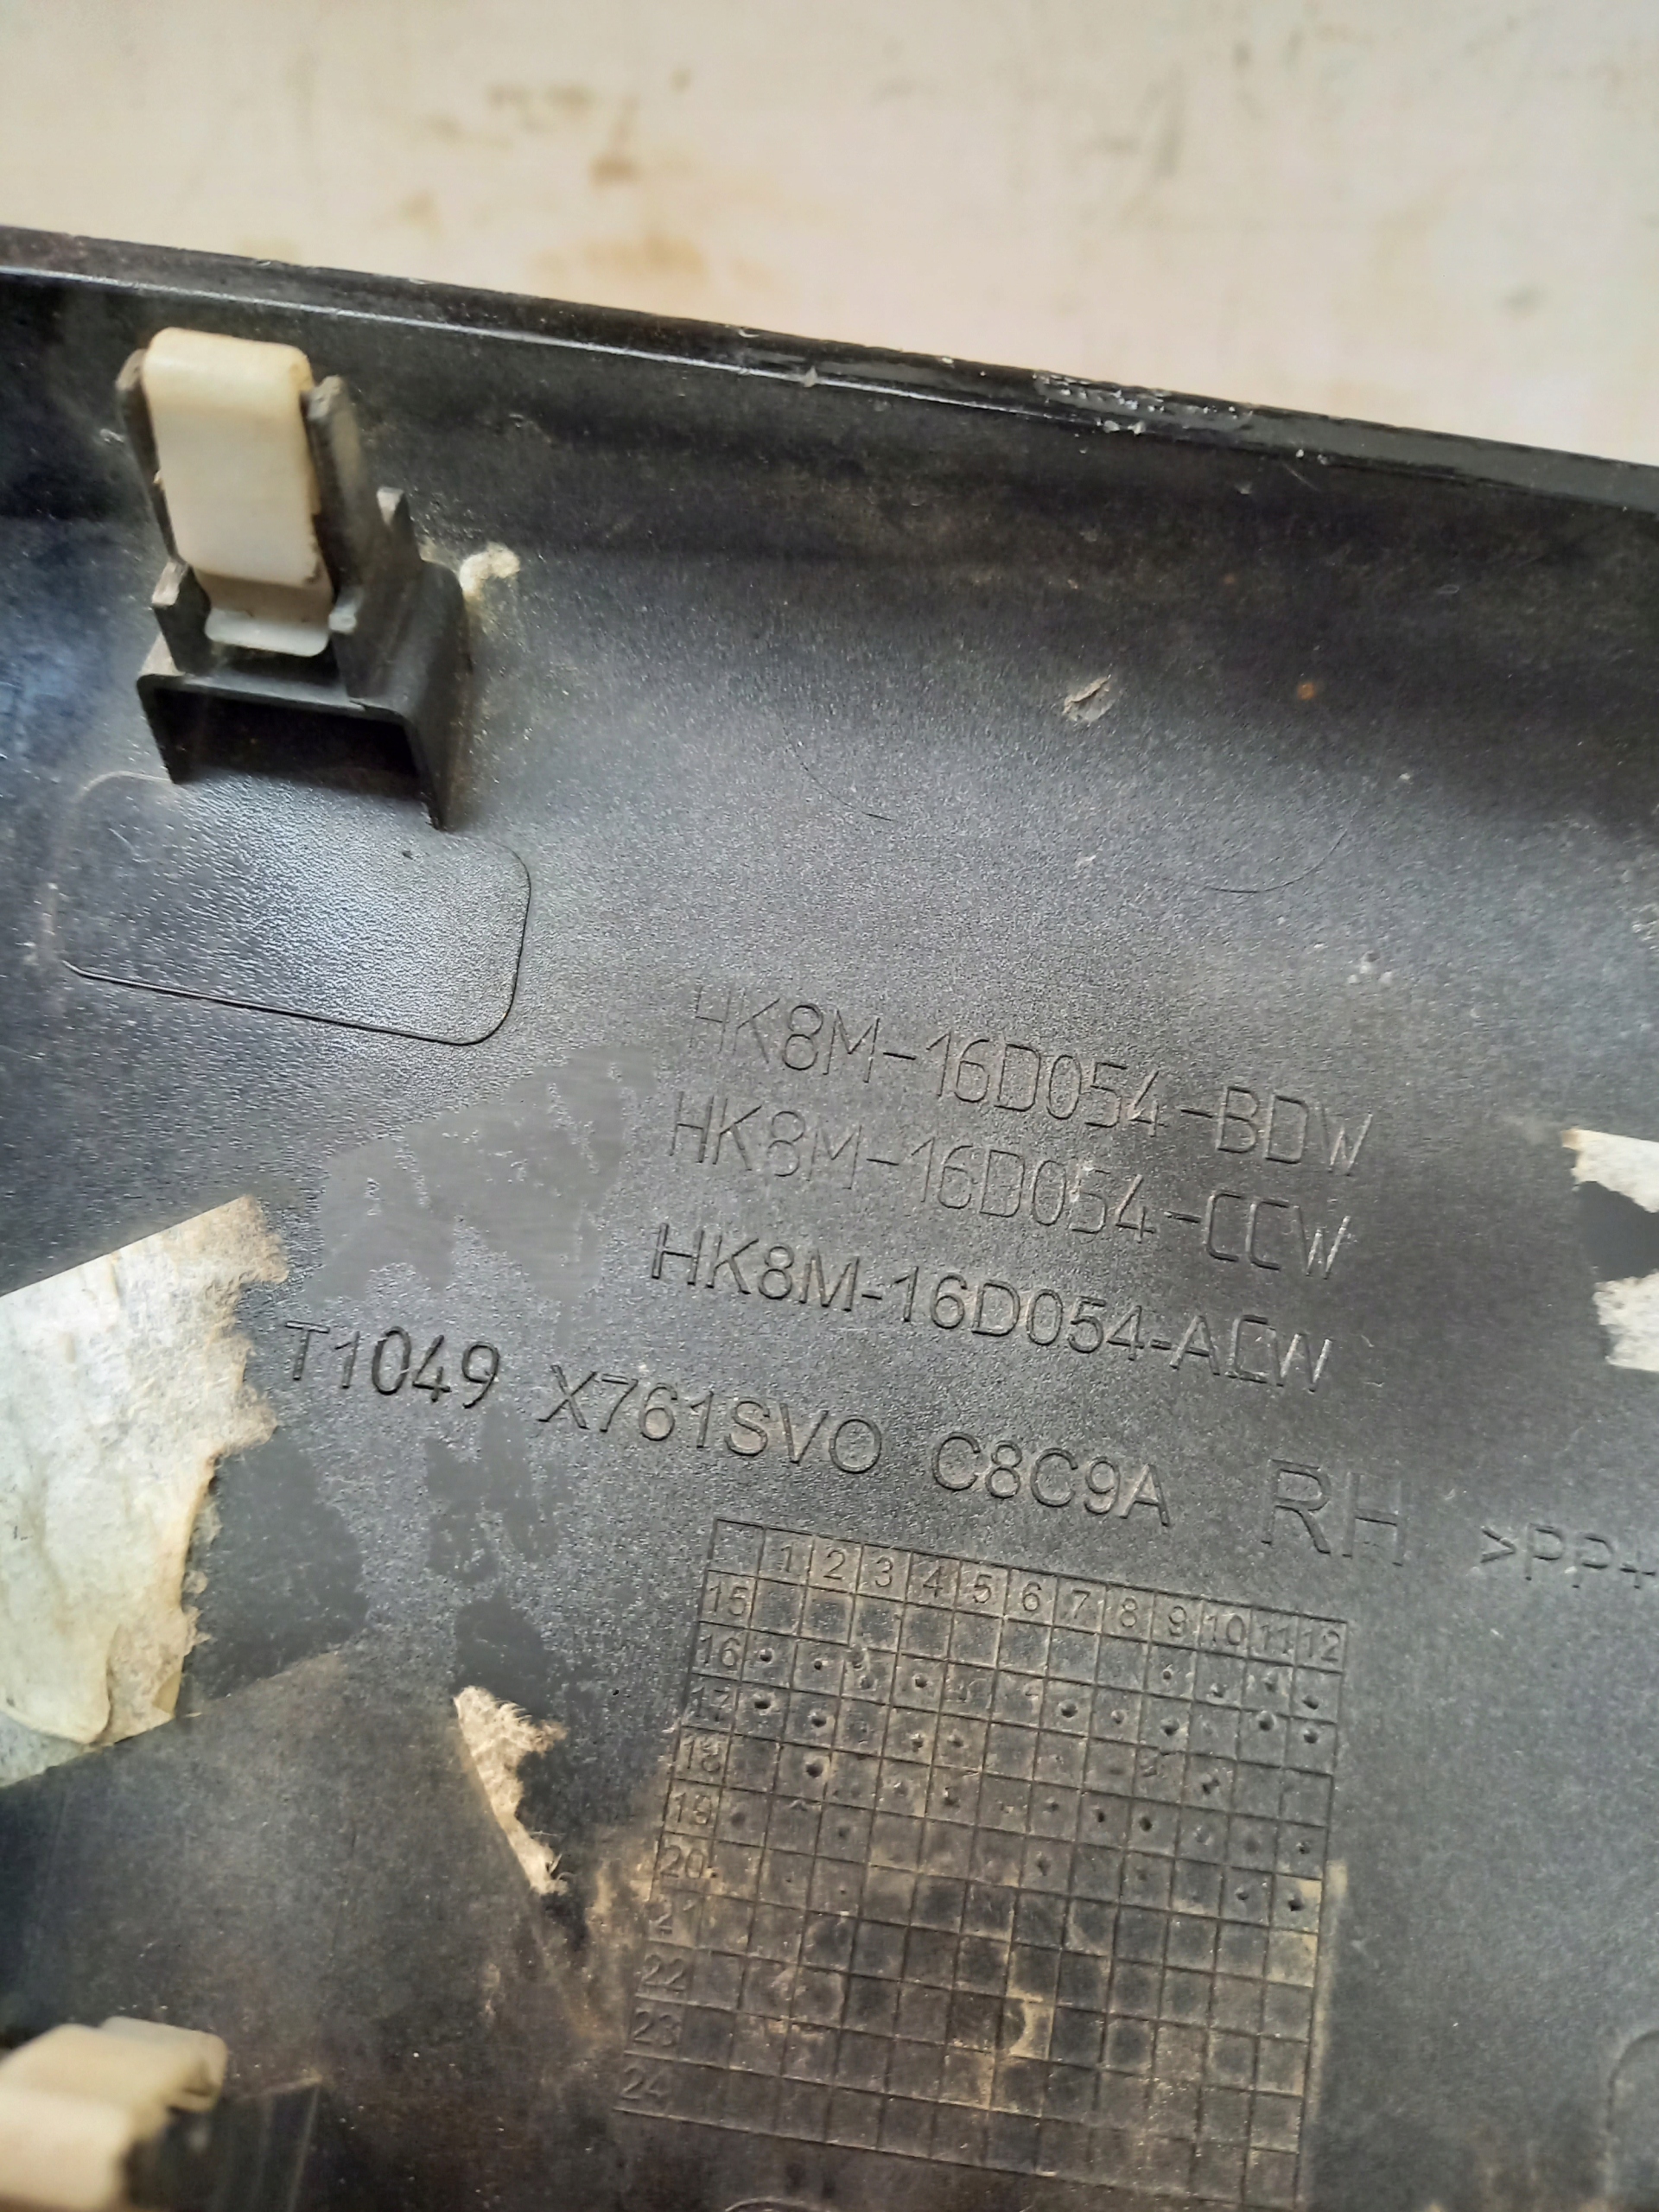 HK8M-16D054-BDW
HK8M-16D054-CCW
HK8M-16D054-ACW
T1049 X761SVO C8C9A RH >PP+
1 2 3 4 5 6 7 8 9 10 11 12
15
16
17
18
19
20
21
22
23
24